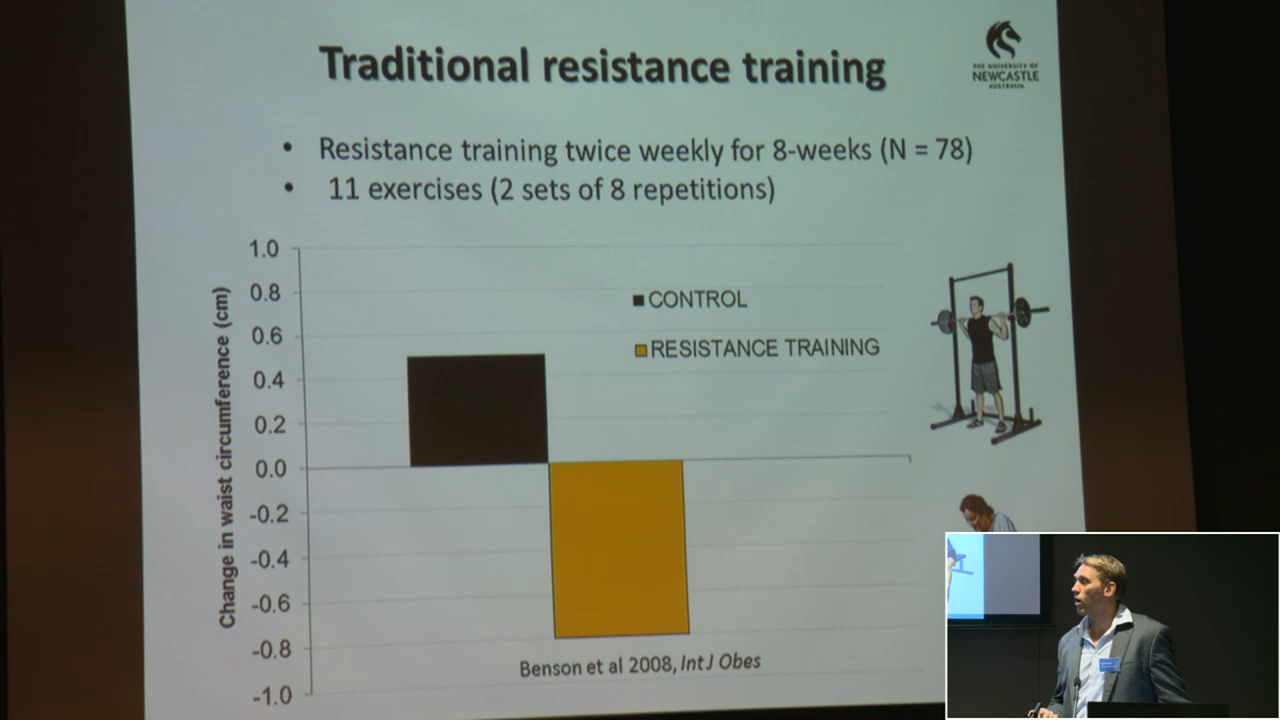 Traditional resistance training
THE UNIVERSITY OF
NEWCASTLE
AUSTRALIA
• Resistance training twice weekly for 8-weeks (N = 78)
• 11 exercises (2 sets of 8 repetitions)
Change in waist circumference (cm)
1.0
0.8
0.6
0.4
0.2
0.0
-0.2
-0.4
-0.6
-0.8
-1.0
CONTROL
RESISTANCE TRAINING
Benson et al 2008, Int J Obes